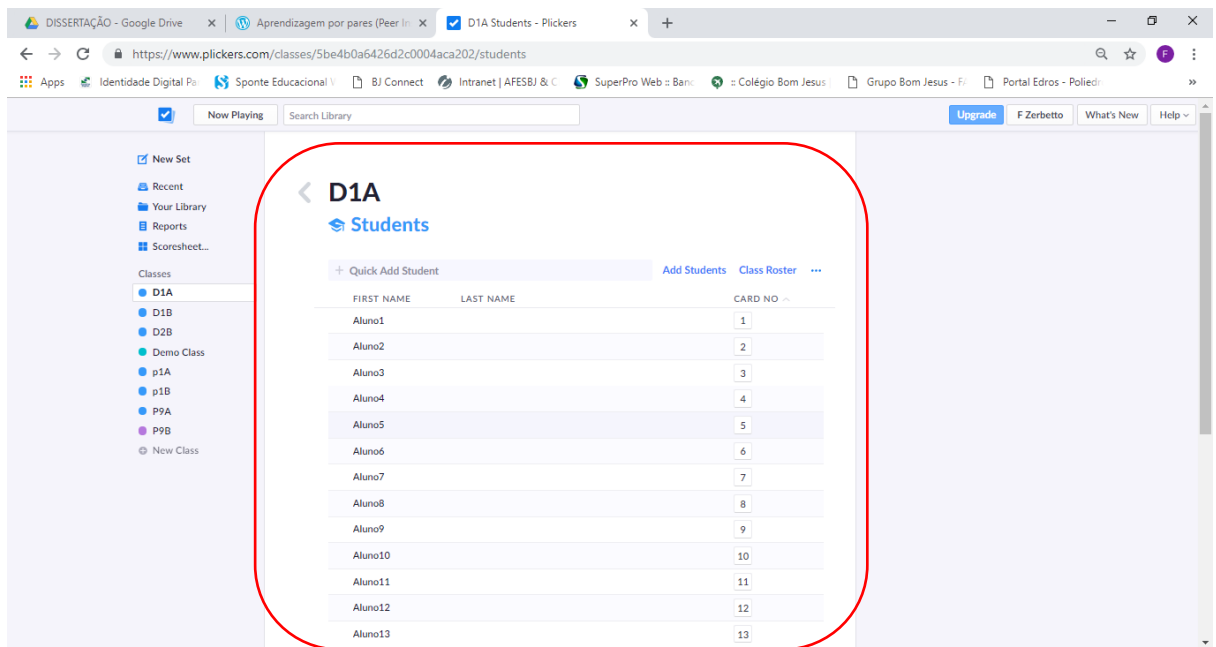 DISSERTAÇÃO - Google Drive
Aprendizagem por pares (Peer In
D1A Students - Plickers
https://www.plickers.com/classes/5be4b0a6426d2c0004aca202/students
F
Apps
Identidade Digital Pa
Sponte Educacional V
BJ Connect
Intranet | AFESBJ & C
SuperPro Web :: Banc
:: Colégio Bom Jesus
Grupo Bom Jesus - FA
Portal Edros - Poliedr
Now Playing
Search Library
Upgrade
F Zerbetto
What's New
Help
New Set
Recent
Your Library
Reports
Scoresheet...
Classes
D1A
D1B
D2B
Demo Class
p1A
p1B
P9A
P9B
New Class
D1A
Students
+ Quick Add Student
Add Students Class Roster ...
FIRST NAME LAST NAME CARD NO
Aluno1 1
Aluno2 2
Aluno3 3
Aluno4 4
Aluno5 5
Aluno6 6
Aluno7 7
Aluno8 8
Aluno9 9
Aluno10 10
Aluno11 11
Aluno12 12
Aluno13 13